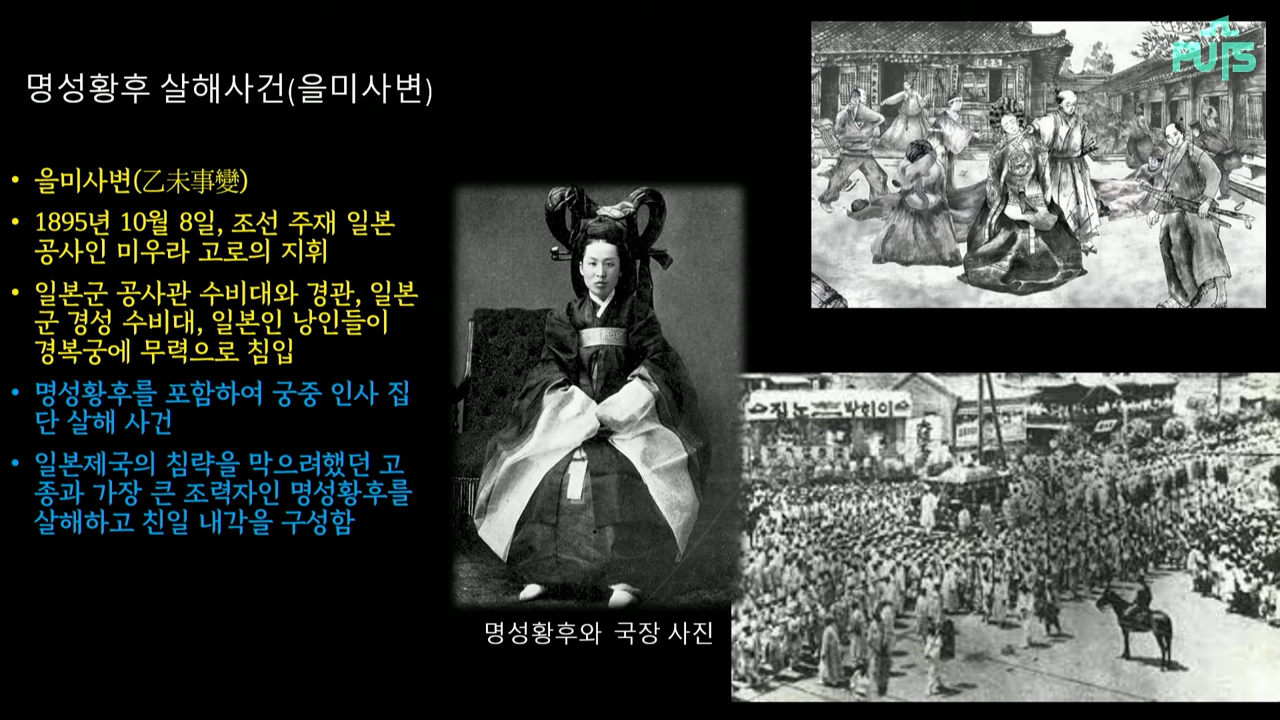 명성황후 살해사건(을미사변)
• 을미사변(乙未事變)
• 1895년 10월 8일, 조선 주재 일본
공사인 미우라 고로의 지휘
• 일본군 공사관 수비대와 경관, 일본
군 경성 수비대, 일본인 낭인들이
경복궁에 무력으로 침입
• 명성황후를 포함하여 궁중 인사 집
단 살해 사건
• 일본제국의 침략을 막으려했던 고
종과 가장 큰 조력자인 명성황후를
살해하고 친일 내각을 구성함
명성황후와 국장 사진
PUTS